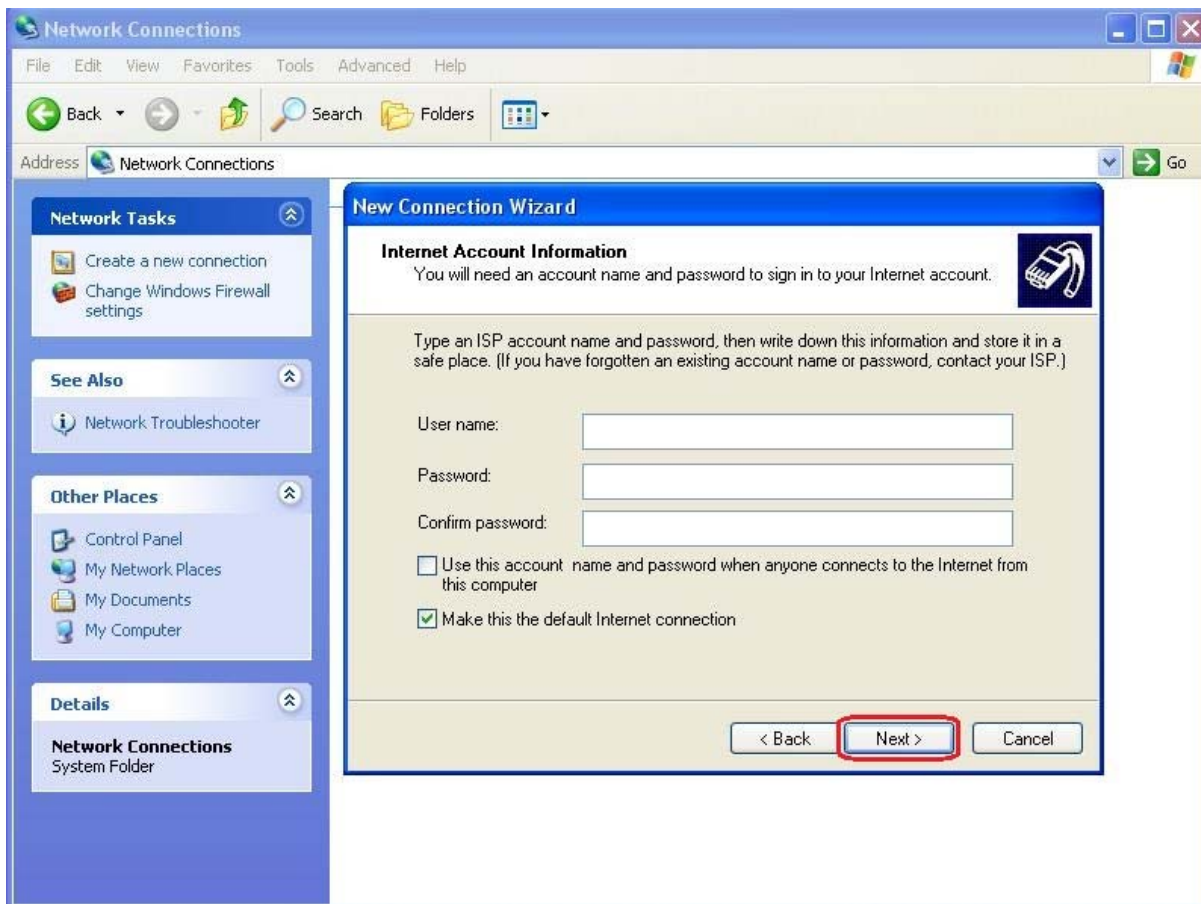 Network Connections
File Edit View Favorites Tools Advanced Help
Back Search Folders
Address Network Connections Go
Network Tasks
Create a new connection
Change Windows Firewall
settings
See Also
Network Troubleshooter
Other Places
Control Panel
My Network Places
My Documents
My Computer
Details
Network Connections
System Folder
New Connection Wizard
Internet Account Information
You will need an account name and password to sign in to your Internet account.
Type an ISP account name and password, then write down this information and store it in a
safe place. (If you have forgotten an existing account name or password, contact your ISP.)
User name:
Password:
Confirm password:
Use this account name and password when anyone connects to the Internet from
this computer
Make this the default Internet connection
< Back Next > Cancel